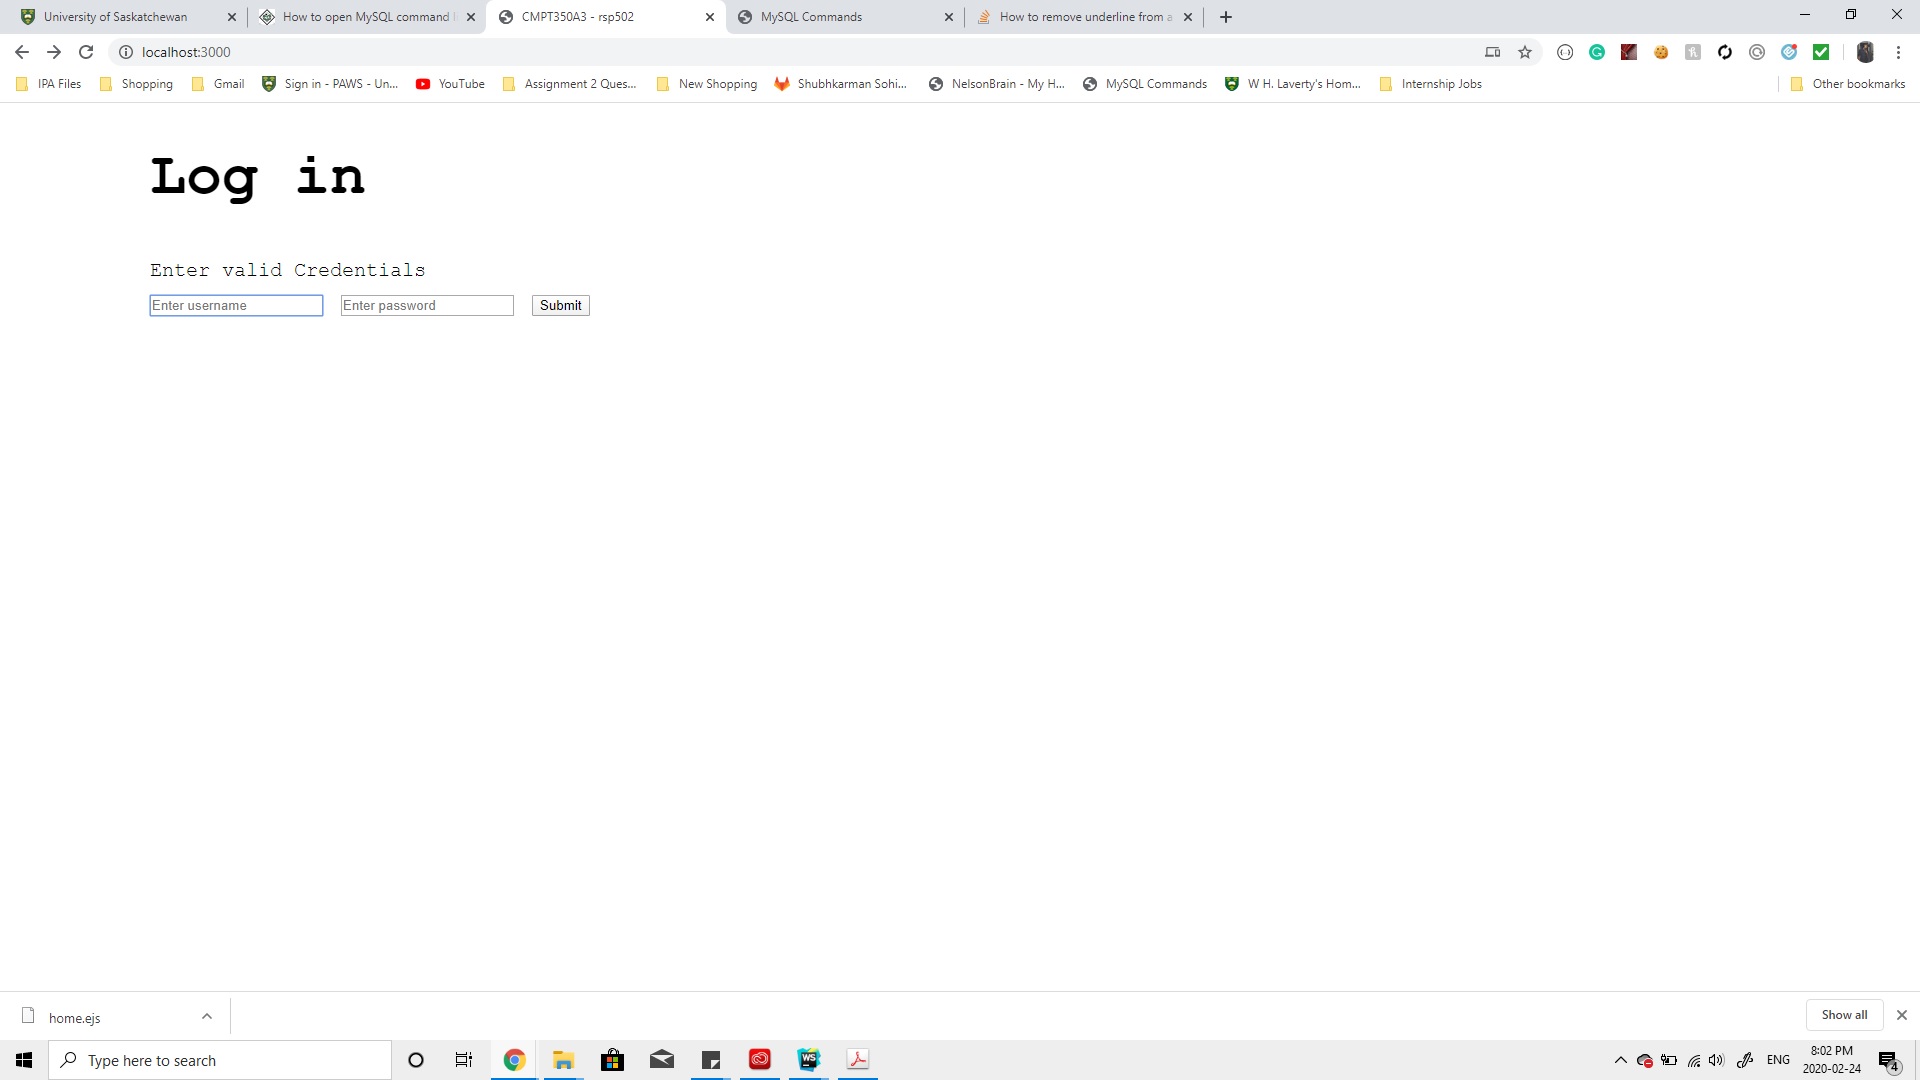 University of Saskatchewan
How to open MySQL command
CMPT350A3 - rsp502
MySQL Commands
How to remove underline from
localhost:3000
IPA Files
Shopping
Gmail
Sign in - PAWS - Un...
YouTube
Assignment 2 Ques...
New Shopping
Shubhkarman Sohi...
NelsonBrain - My H...
MySQL Commands
W H. Laverty's Hom...
Internship Jobs
Other bookmarks
Log in
Enter valid Credentials
Enter username
Enter password
Submit
home.ejs
Show all
Type here to search
WS
ENG
8:02 PM
2020-02-24
4